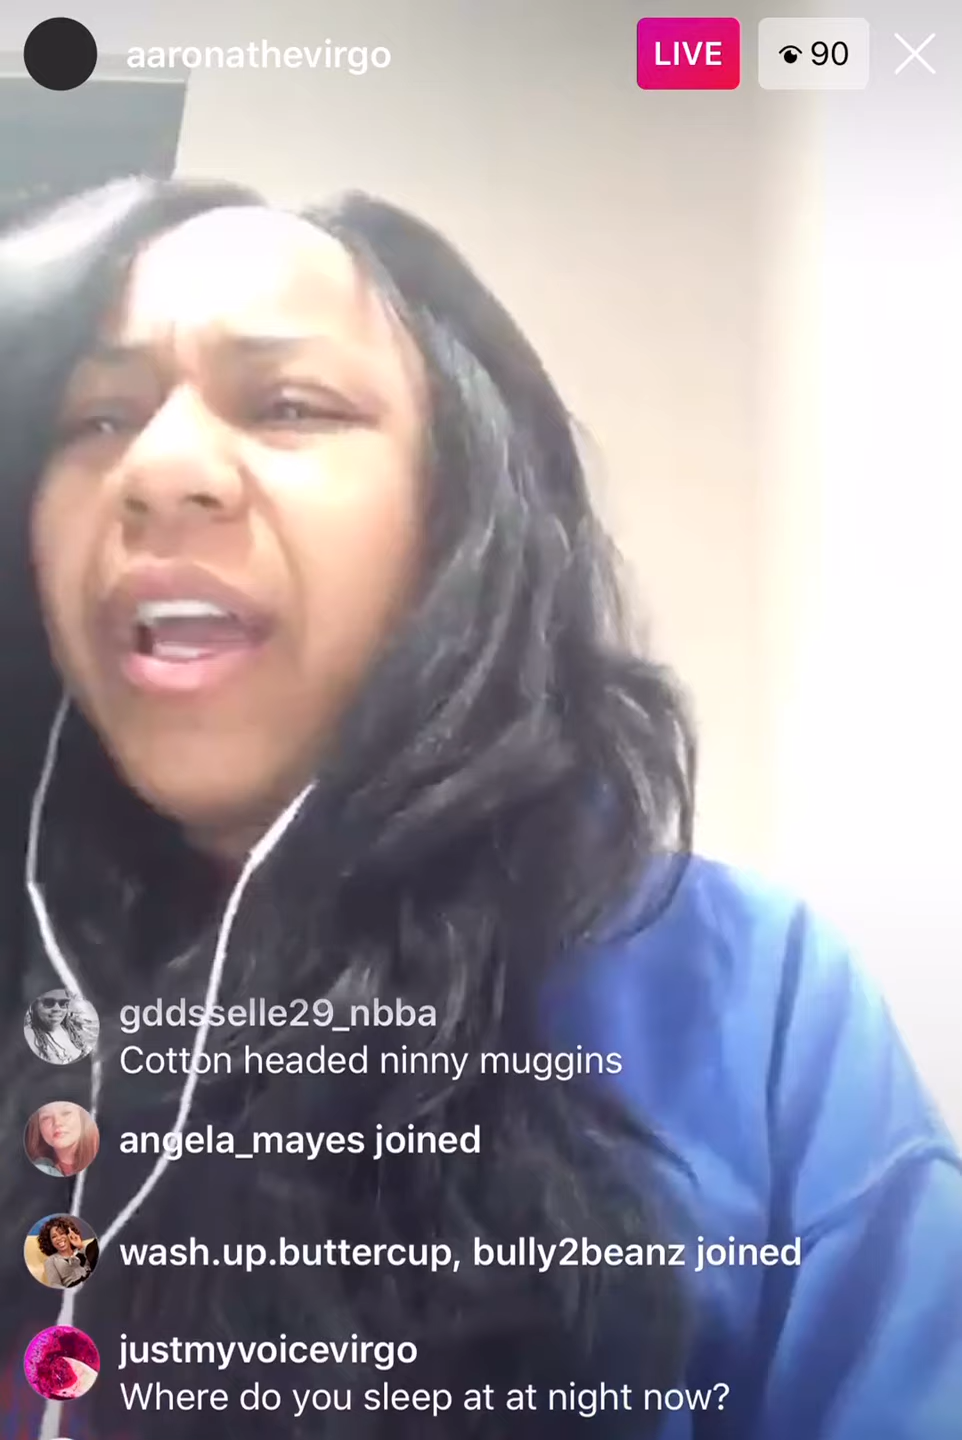 aaronathevirgo
LIVE
90
gddsselle29_nbba
Cotton headed ninny muggins
angela_mayes joined
wash.up.buttercup, bully2beanz joined
justmyvoicevirgo
Where do you sleep at at night now?